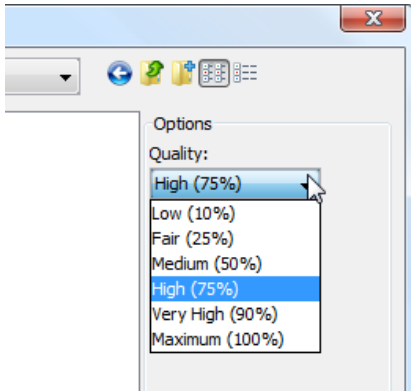 Options
Quality:
High (75%)
Low (10%)
Fair (25%)
Medium (50%)
High (75%)
Very High (90%)
Maximum (100%)